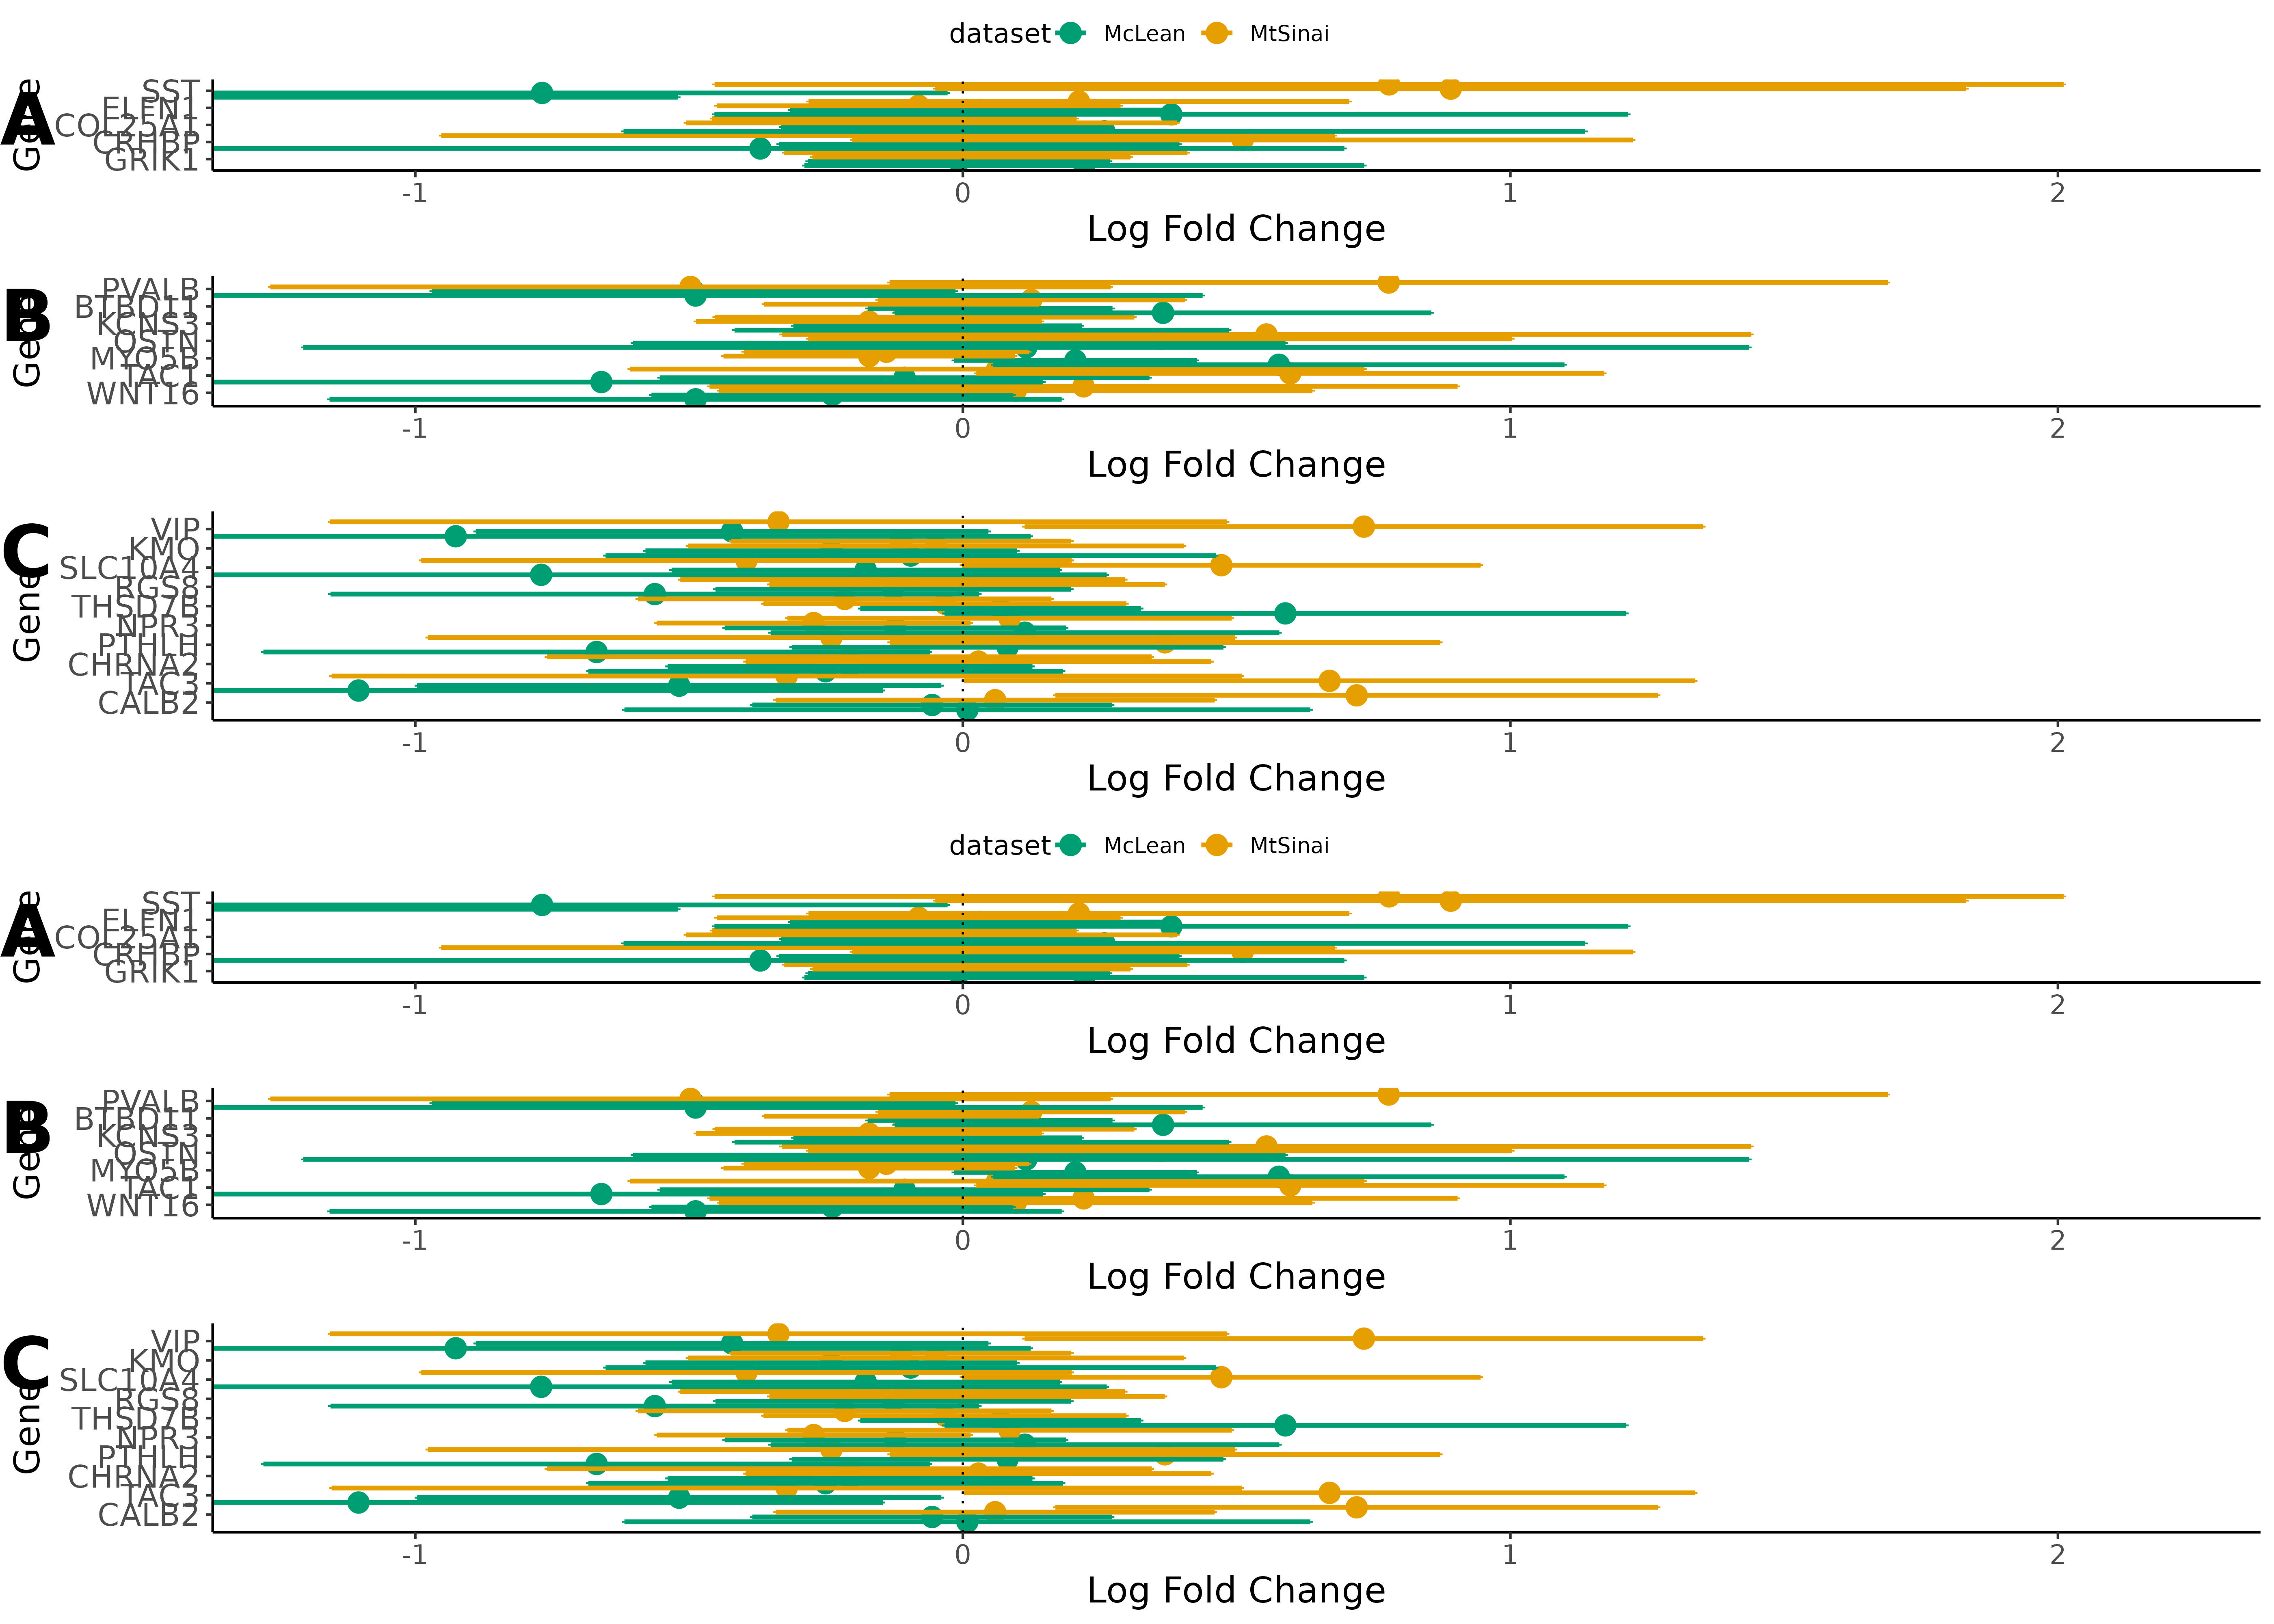 dataset McLean MtSinai
A
Gene
SST
ELFN1
COL25A1
CRHBP
GRIK1
-1 0 1 2
Log Fold Change
B
Gene
PVALB
BTBD11
KCNS3
OSTN
MYO5B
TAC1
WNT16
-1 0 1 2
Log Fold Change
C
Gene
VIP
KMO
SLC10A4
RGS8
THSD7B
NPR3
PTHLH
CHRNA2
TAC3
CALB2
-1 0 1 2
Log Fold Change
dataset McLean MtSinai
A
Gene
SST
ELFN1
COL25A1
CRHBP
GRIK1
-1 0 1 2
Log Fold Change
B
Gene
PVALB
BTBD11
KCNS3
OSTN
MYO5B
TAC1
WNT16
-1 0 1 2
Log Fold Change
C
Gene
VIP
KMO
SLC10A4
RGS8
THSD7B
NPR3
PTHLH
CHRNA2
TAC3
CALB2
-1 0 1 2
Log Fold Change